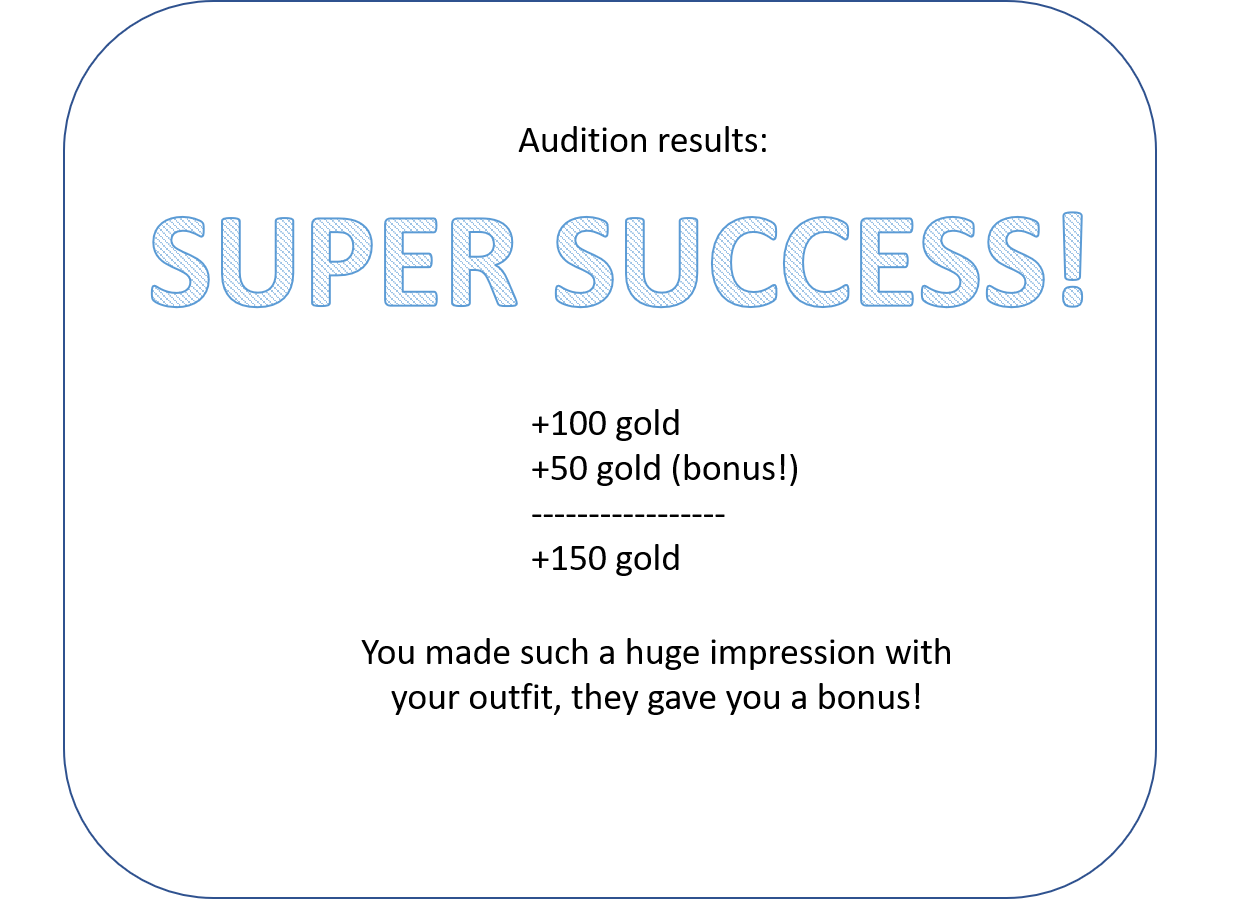 Audition results:
SUPER SUCCESS!
+100 gold
+50 gold (bonus!)
-----------------
+150 gold
You made such a huge impression with
your outfit, they gave you a bonus!